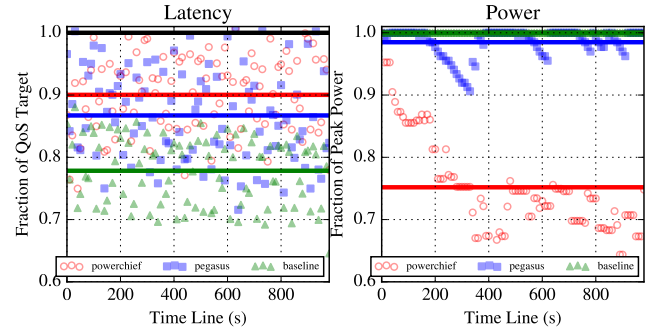 Latency
Fraction of QoS Target
1.0
0.9
0.8
0.7
0.6
powerchief pegasus baseline
0 200 400 600 800
Time Line (s)
Power
Fraction of Peak Power
1.0
0.9
0.8
0.7
0.6
powerchief pegasus baseline
0 200 400 600 800
Time Line (s)